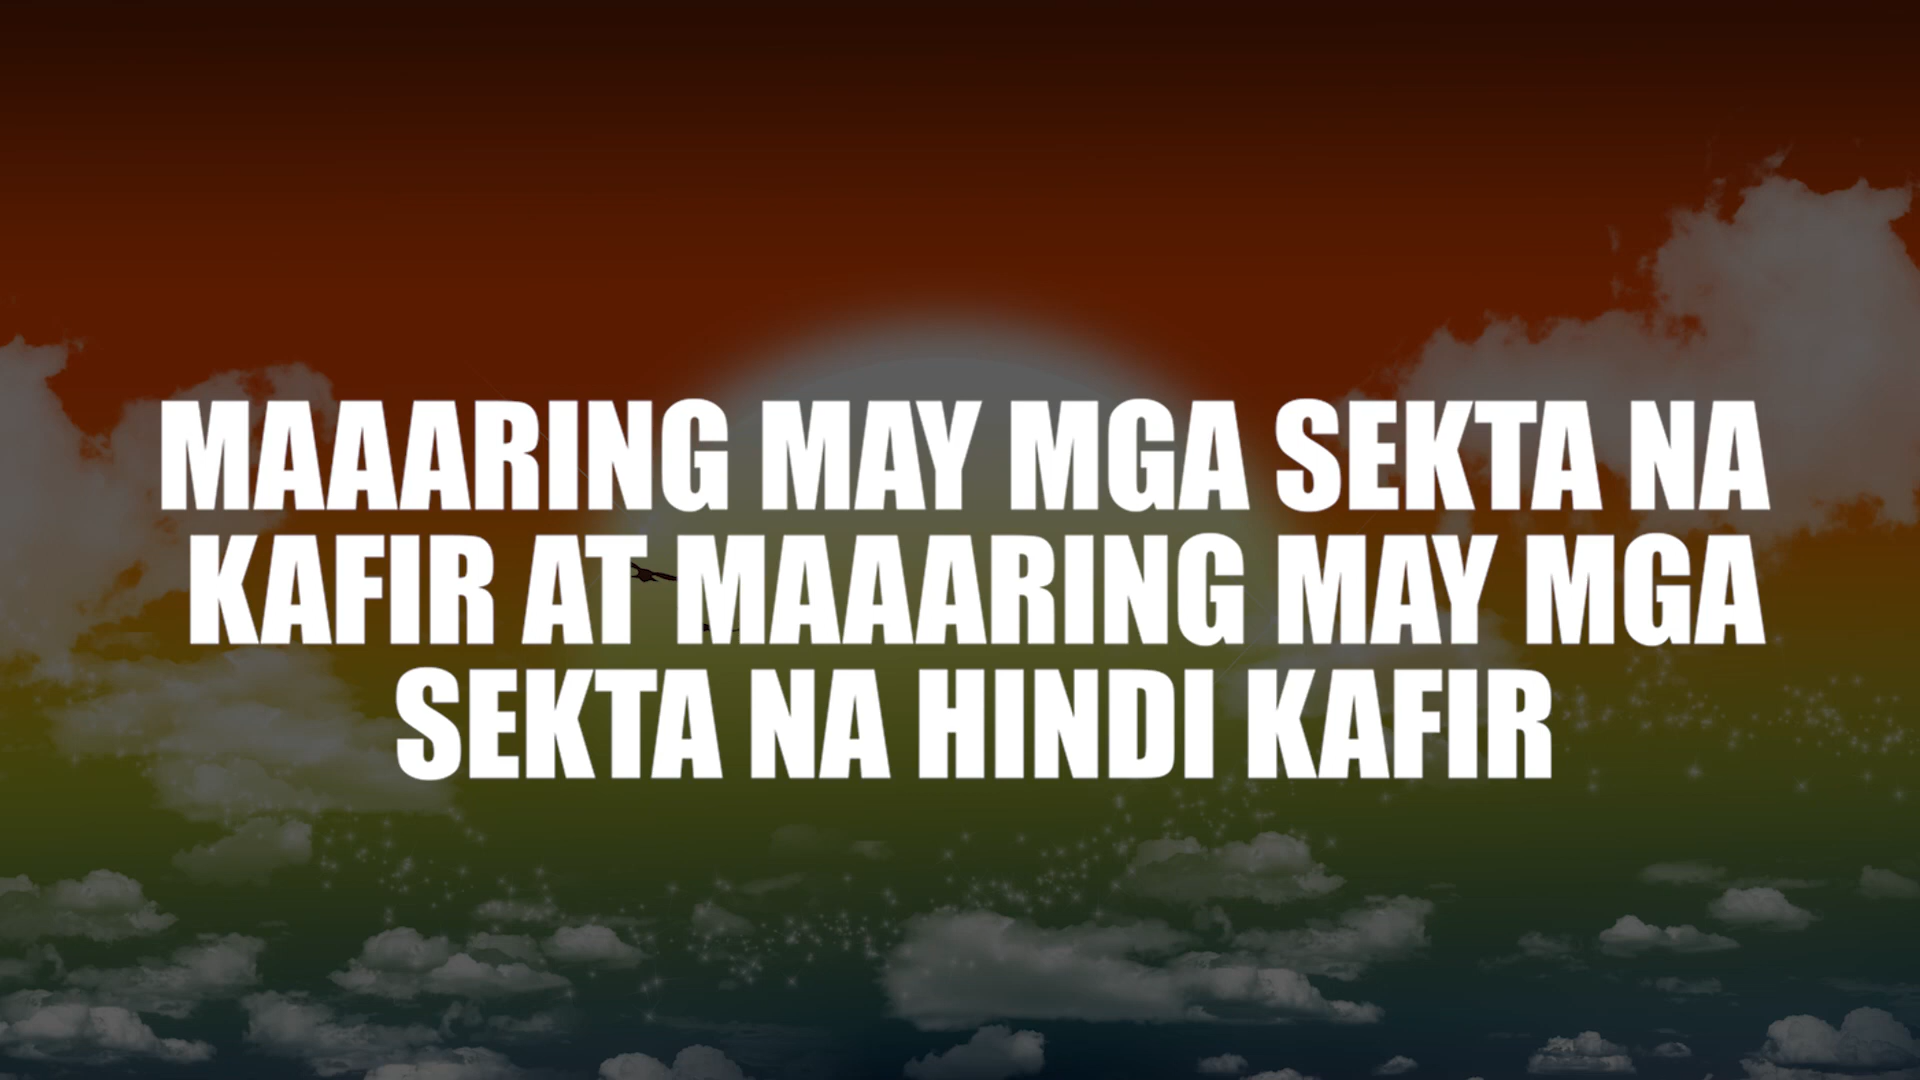 MAAARING MAY MGA SEKTA NA
KAFIR AT MAAARING MAY MGA
SEKTA NA HINDI KAFIR